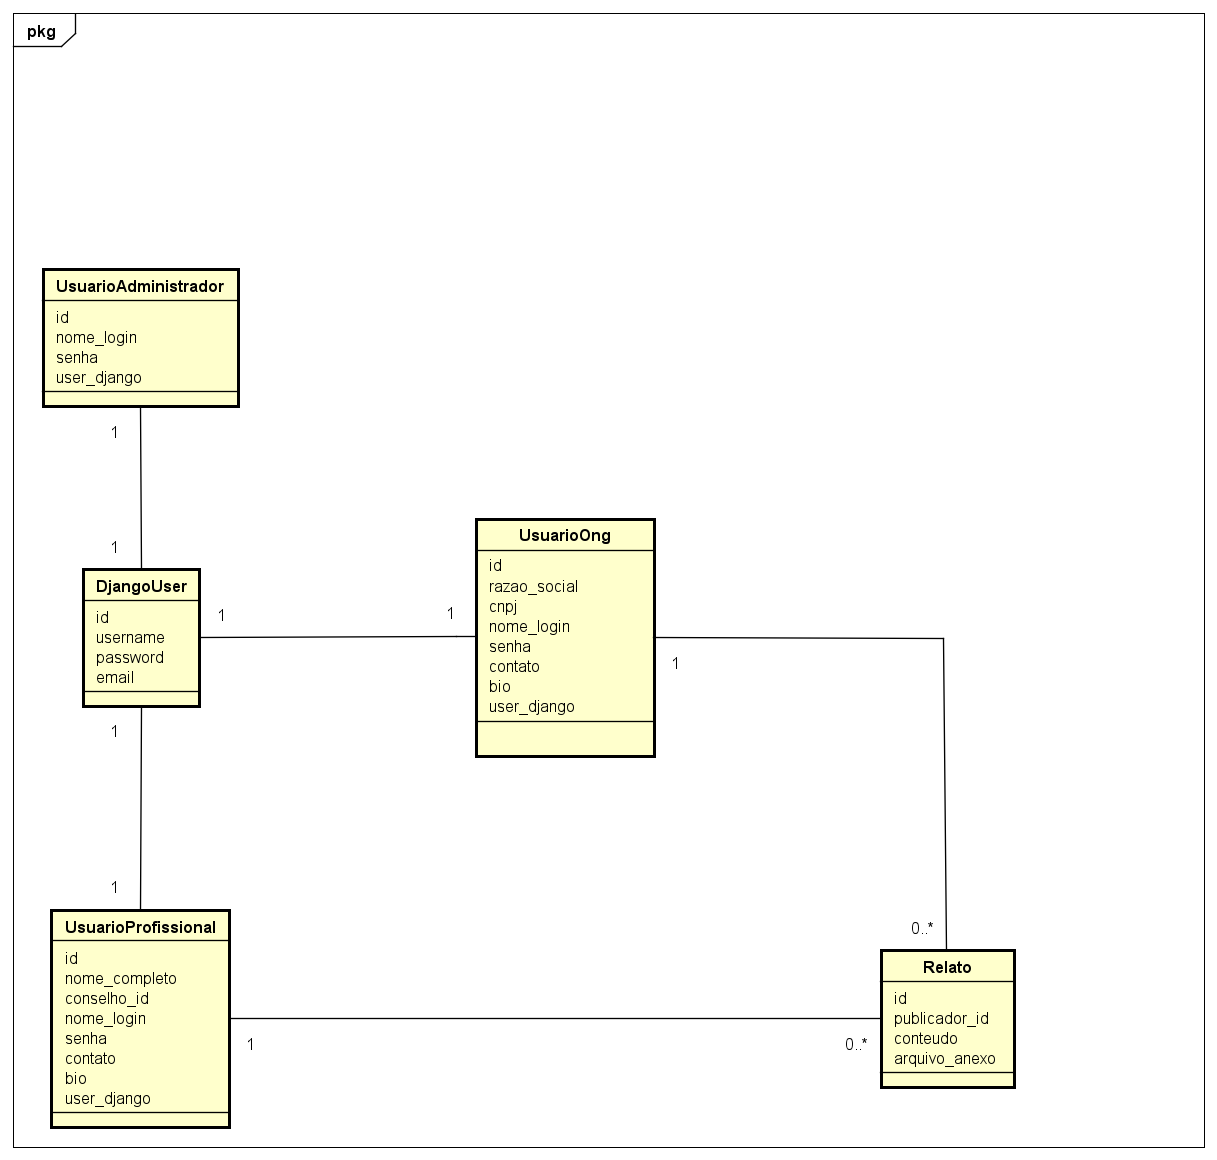 pkg
UsuarioAdministrador
id
nome_login
senha
user_django
1
1
DjangoUser
id
username
password
email
1
1
1
UsuarioOng
id
razao_social
cnpj
nome_login
senha
contato
bio
user_django
1
1
UsuarioProfissional
id
nome_completo
conselho_id
nome_login
senha
contato
bio
user_django
1
0..*
0..*
Relato
id
publicador_id
conteudo
arquivo_anexo